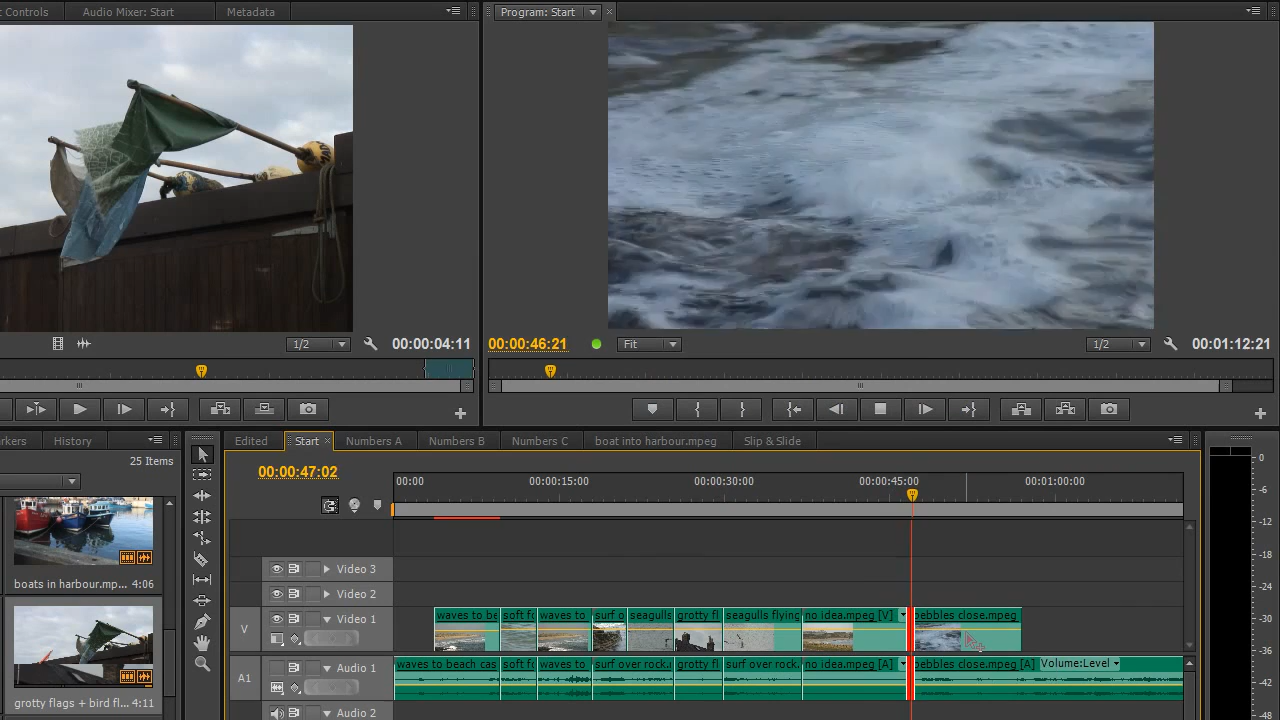 t Controls
Audio Mixer: Start
Metadata
Program: Start
1/2
00:00:04:11
00:00:46:21
Fit
1/2
00:01:12:21
rkers
History
25 Items
boats in harbour.mp... 4:06
grotty flags + bird fl... 4:11
Edited
Start
Numbers A
Numbers B
Numbers C
boat into harbour.mpeg
Slip & Slide
00:00:47:02
00:00
00:00:15:00
00:00:30:00
00:00:45:00
00:01:00:00
Video 3
Video 2
V
Video 1
waves to be
soft fo
waves to
surf o
seagulls
grotty fl
seagulls flying
no idea.mpeg [V]
pebbles close.mpeg
A1
Audio 1
waves to beach cas
soft fo
waves to
surf over rock.
grotty fl
surf over rock.
no idea.mpeg [A]
pebbles close.mpeg [A]
Volume:Level
Audio 2
0
-6
-12
-18
-24
-30
-36
-42
-48